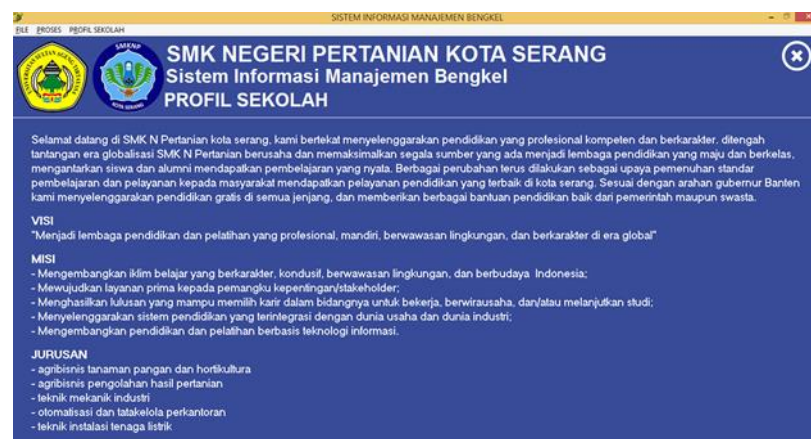 SISTEM INFORMASI MANAJEMEN BENGKEL
FILE PROSES PROFIL SEKOLAH
SMK NEGERI PERTANIAN KOTA SERANG
Sistem Informasi Manajemen Bengkel
PROFIL SEKOLAH
SMKNP
KOTA SERANG
Selamat datang di SMK N Pertanian kota serang, kami bertekat menyelenggarakan pendidikan yang profesional kompeten dan berkarakter. ditengah
tantangan era globalisasi SMK N Pertanian berusaha dan memaksimalkan segala sumber yang ada menjadi lembaga pendidikan yang maju dan berkelas,
mengantarkan siswa dan alumni mendapatkan pembelajaran yang nyata. Berbagai perubahan terus dilakukan sebagai upaya pemenuhan standar
pembelajaran dan pelayanan kepada masyarakat mendapatkan pelayanan pendidikan yang terbaik di kota serang. Sesuai dengan arahan gubernur Banten
kami menyelenggarakan pendidikan gratis di semua jenjang, dan memberikan berbagai bantuan pendidikan baik dari pemerintah maupun swasta.
VISI
"Menjadi lembaga pendidikan dan pelatihan yang profesional, mandiri, berwawasan lingkungan, dan berkarakter di era global"
MISI
- Mengembangkan iklim belajar yang berkarakter, kondusif, berwawasan lingkungan, dan berbudaya Indonesia;
- Mewujudkan layanan prima kepada pemangku kepentingan/stakeholder;
- Menghasilkan lulusan yang mampu memilih karir dalam bidangnya untuk bekerja, berwirausaha, dan/atau melanjutkan studi;
- Menyelenggarakan sistem pendidikan yang terintegrasi dengan dunia usaha dan dunia industri;
- Mengembangkan pendidikan dan pelatihan berbasis teknologi informasi.
JURUSAN
- agribisnis tanaman pangan dan hortikultura
- agribisnis pengolahan hasil pertanian
- teknik mekanik industri
- otomatisasi dan tatakelola perkantoran
- teknik instalasi tenaga listrik